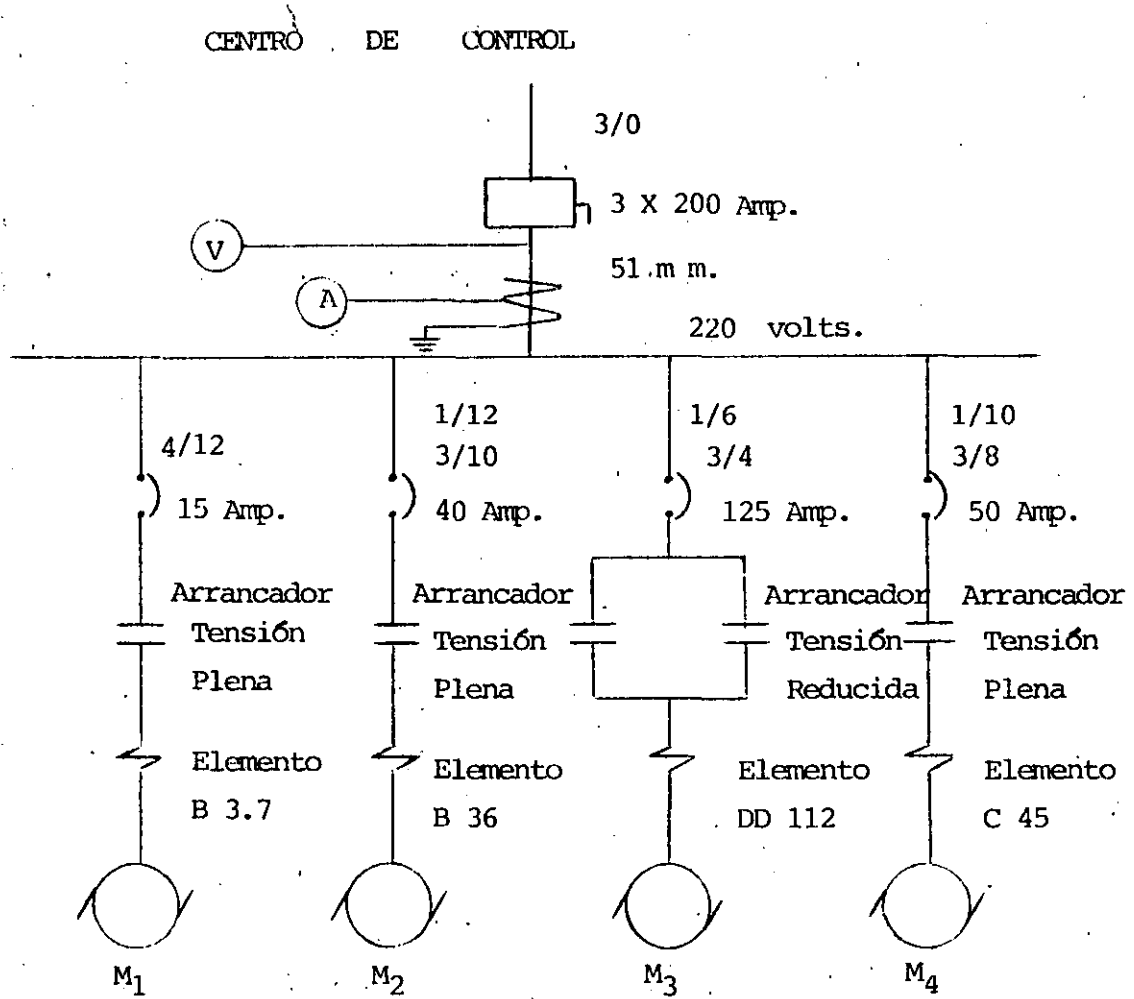 CENTRO DE CONTROL
3/0
3 X 200 Amp.
V
51 m m.
A
220 volts.
4/12
1/12
3/10
1/6
3/4
1/10
3/8
15 Amp.
40 Amp.
125 Amp.
50 Amp.
Arrancador
Tensión
Plena
Arrancador
Tensión
Plena
Arrancador
Tensión
Reducida
Arrancador
Tensión
Plena
Elemento
B 3.7
Elemento
B 36
Elemento
DD 112
Elemento
C 45
M1
M2
M3
M4